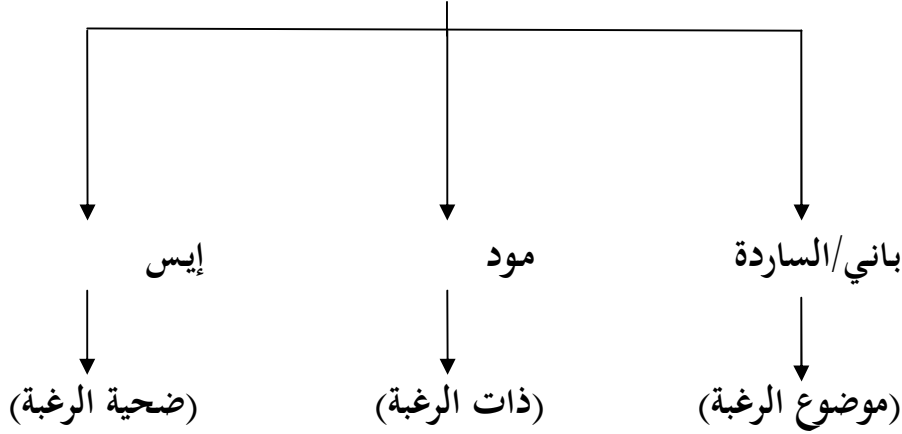 باني/الساردة مود إيس
(موضوع الرغبة) (ذات الرغبة) (ضحية الرغبة)